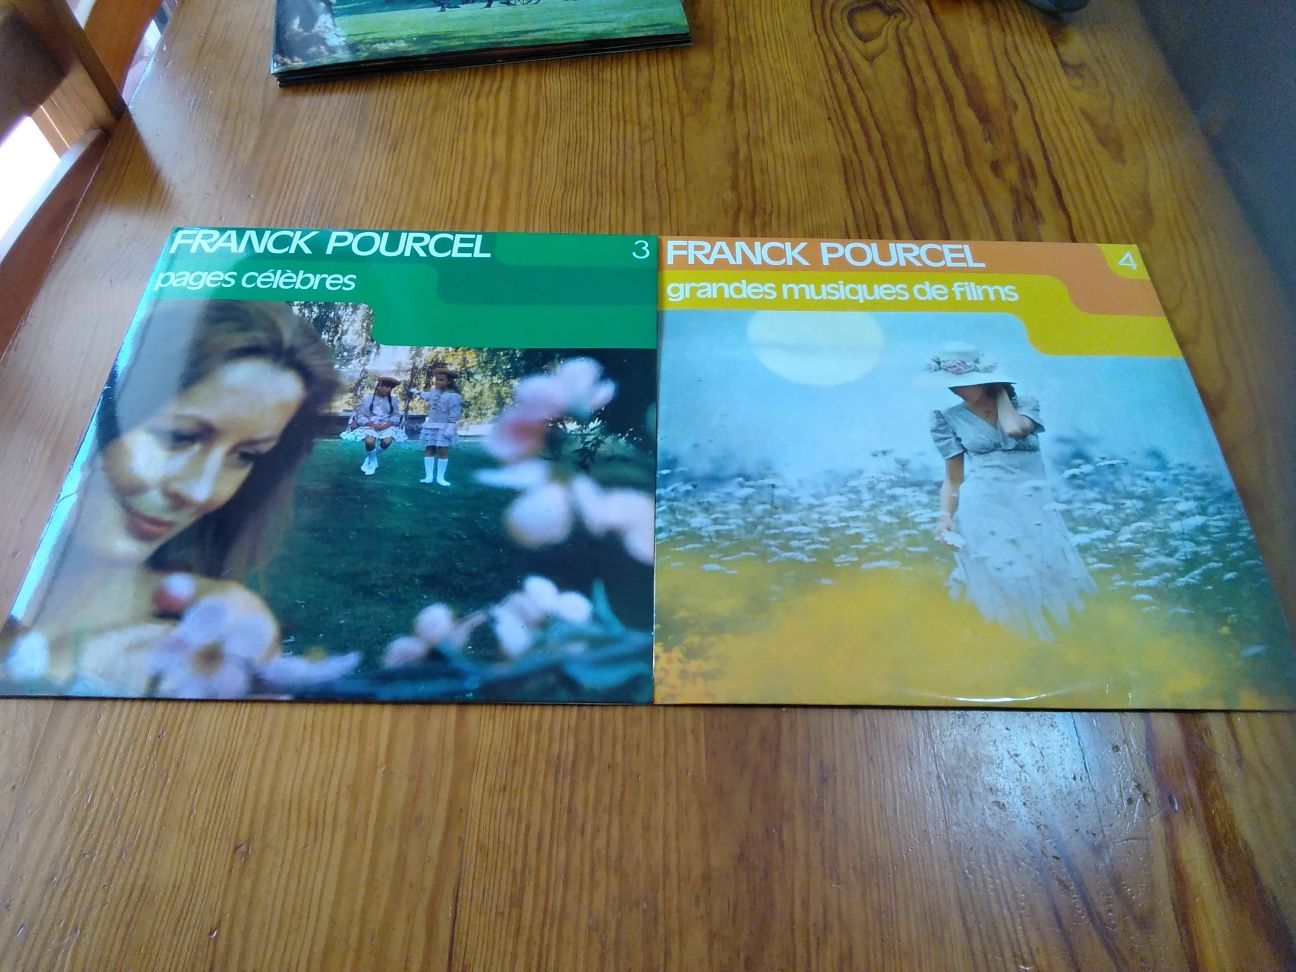 FRANCK POURCEL
3
pages célèbres
FRANCK POURCEL
4
grandes musiques de films